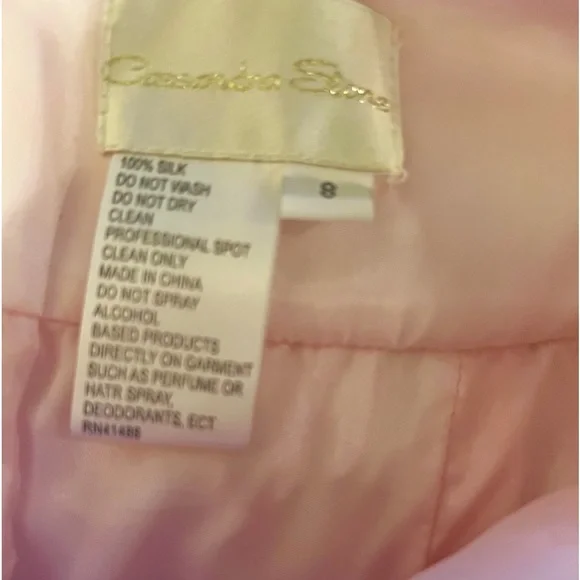 Cassandra Stone
100% SILK
8
DO NOT WASH
DO NOT DRY
CLEAN
PROFESSIONAL SPOT
CLEAN ONLY
MADE IN CHINA
DO NOT SPRAY
ALCOHOL
BASED PRODUCTS
DIRECTLY ON GARMENT
SUCH AS PERFUME OR
HATR SPRAY,
DEODORANTS, ECT
RN41486